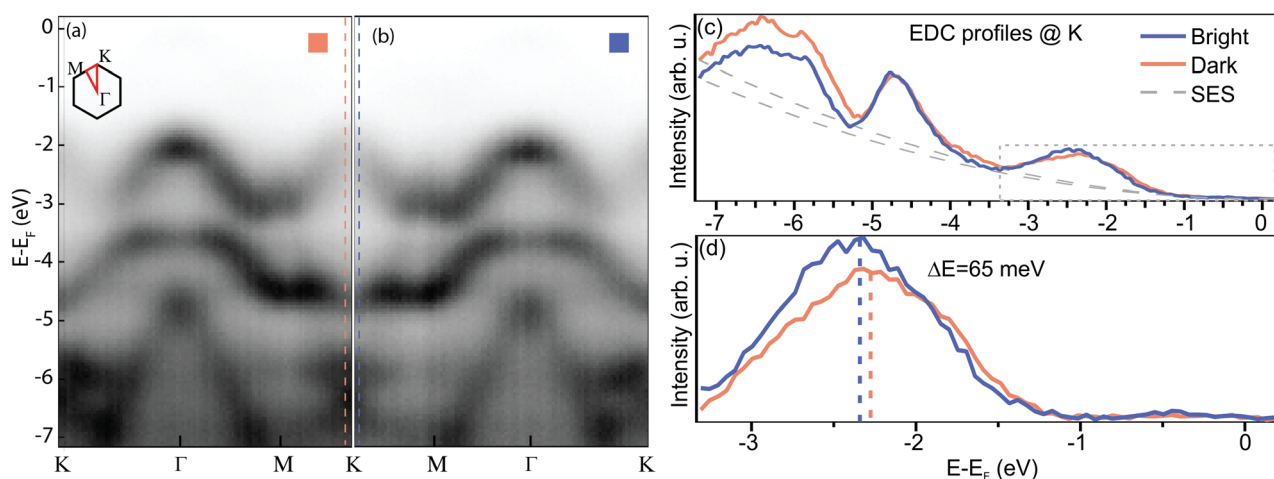 (a)
K
M
Γ
0
-1
-2
-3
-4
-5
-6
-7
E-E_F (eV)
K Γ M K M Γ K
(b)
(c)
EDC profiles @ K
Bright
Dark
SES
Intensity (arb. u.)
-7 -6 -5 -4 -3 -2 -1 0
(d)
ΔE=65 meV
Intensity (arb. u.)
-3 -2 -1 0
E-E_F (eV)